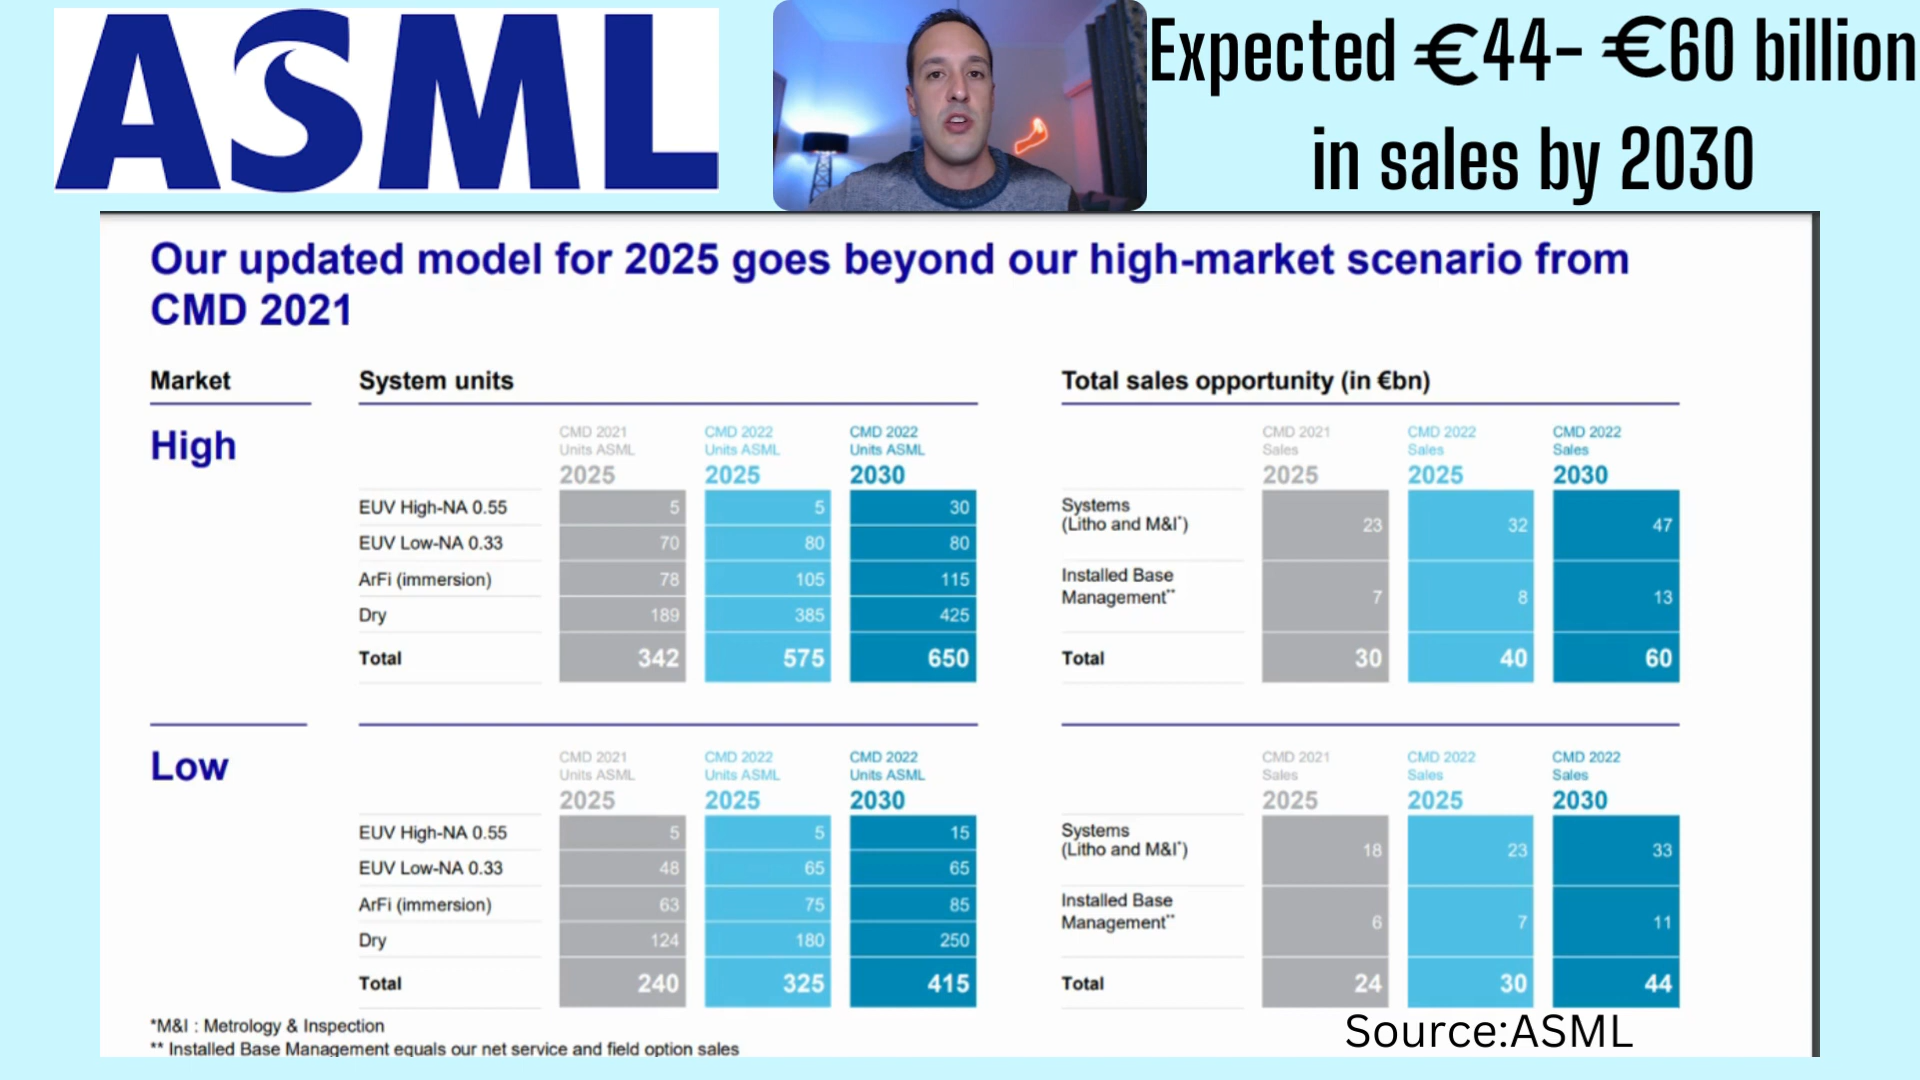 ASML
Expected €44- €60 billion
in sales by 2030
Our updated model for 2025 goes beyond our high-market scenario from
CMD 2021
Market System units Total sales opportunity (in €bn)
High
CMD 2021 CMD 2022 CMD 2022 CMD 2021 CMD 2022 CMD 2022
Units ASML Units ASML Units ASML Sales Sales Sales
2025 2025 2030 2025 2025 2030
EUV High-NA 0.55 5 5 30
EUV Low-NA 0.33 70 80 80
ArFi (immersion) 78 105 115
Dry 189 385 425
Total 342 575 650
Systems
(Litho and M&I*) 23 32 47
Installed Base
Management** 7 8 13
Total 30 40 60
Low
CMD 2021 CMD 2022 CMD 2022 CMD 2021 CMD 2022 CMD 2022
Units ASML Units ASML Units ASML Sales Sales Sales
2025 2025 2030 2025 2025 2030
EUV High-NA 0.55 5 5 15
EUV Low-NA 0.33 48 65 65
ArFi (immersion) 63 75 85
Dry 124 180 250
Total 240 325 415
Systems
(Litho and M&I*) 18 23 33
Installed Base
Management** 6 7 11
Total 24 30 44
*M&I : Metrology & Inspection
** Installed Base Management equals our net service and field option sales
Source:ASML